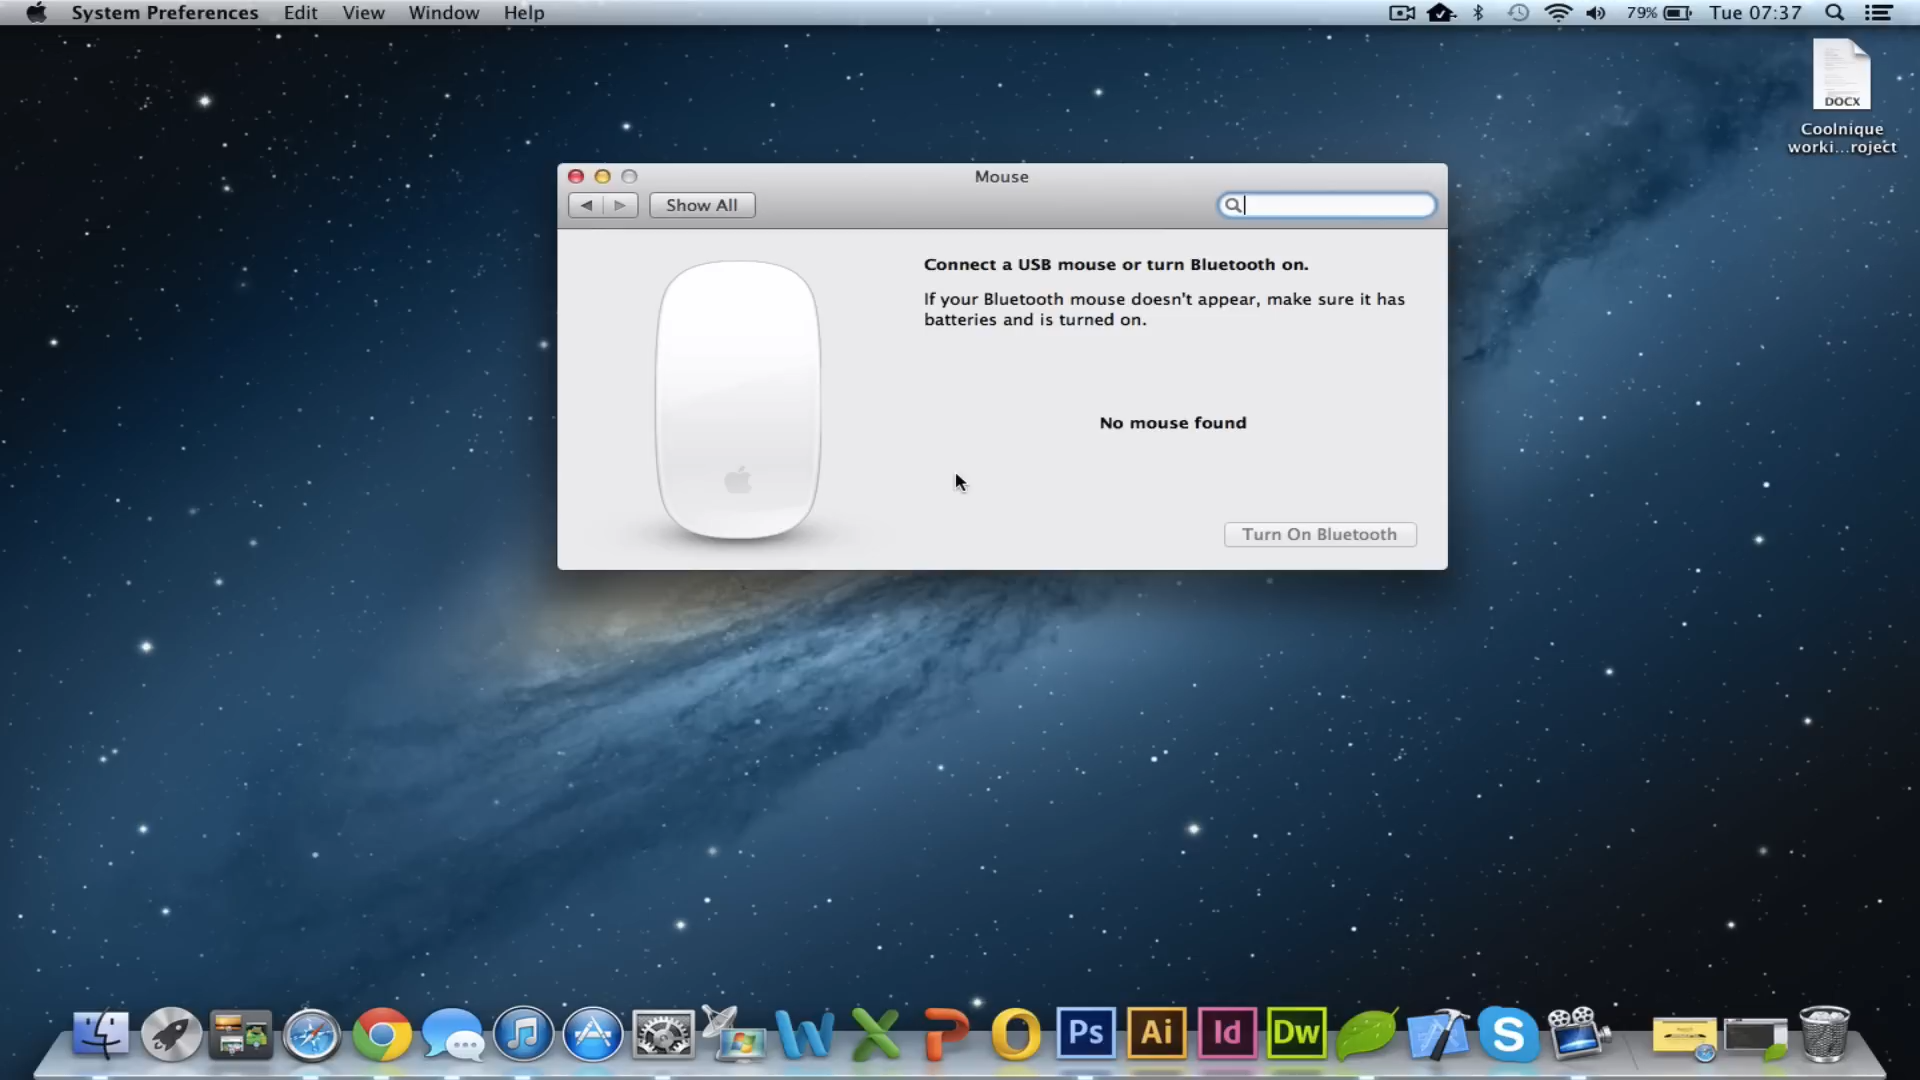 System Preferences Edit View Window Help
79% Tue 07:37
DOCX
Coolnique
worki...roject
Mouse
Show All
Connect a USB mouse or turn Bluetooth on.
If your Bluetooth mouse doesn't appear, make sure it has
batteries and is turned on.
No mouse found
Turn On Bluetooth
Ps Ai Id Dw